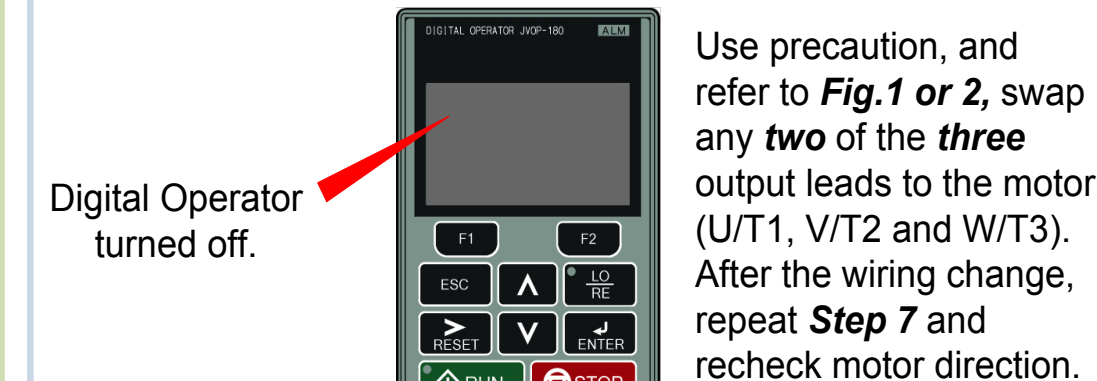 Digital Operator
turned off.
DIGITAL OPERATOR JVOP-180 ALM
F1 F2
ESC LO
RE
RESET ENTER
RUN STOP
Use precaution, and
refer to Fig.1 or 2, swap
any two of the three
output leads to the motor
(U/T1, V/T2 and W/T3).
After the wiring change,
repeat Step 7 and
recheck motor direction.